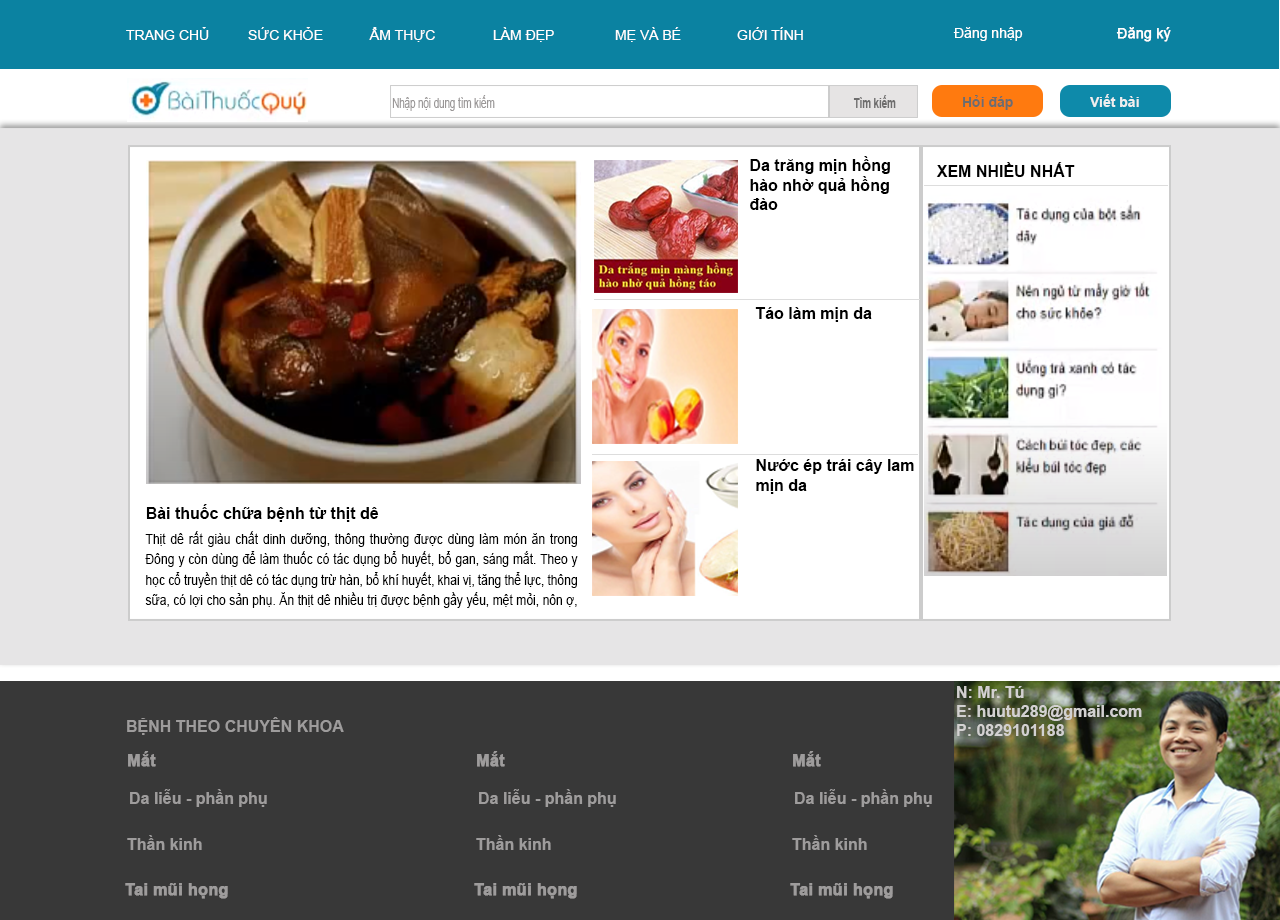 TRANG CHỦ SỨC KHỎE ẨM THỰC LÀM ĐẸP MẸ VÀ BÉ GIỚI TÍNH Đăng nhập Đăng ký
BàiThuốcQuý Nhập nội dung tìm kiếm Tìm kiếm Hỏi đáp Viết bài
Da trăng mịn hồng
hào nhờ quả hồng
đào
Da trắng mịn màng hồng
hào nhờ quả hồng táo
Táo làm mịn da
Nước ép trái cây lam
mịn da
Bài thuốc chữa bệnh từ thịt dê
Thịt dê rất giàu chất dinh dưỡng, thông thường được dùng làm món ăn trong
Đông y còn dùng để làm thuốc có tác dụng bổ huyết, bổ gan, sáng mắt. Theo y
học cổ truyền thịt dê có tác dụng trừ hàn, bổ khí huyết, khai vị, tăng thể lực, thông
sữa, có lợi cho sản phụ. Ăn thịt dê nhiều trị được bệnh gầy yếu, mệt mỏi, nôn ợ,
XEM NHIỀU NHẤT
Tác dụng của bột sắn
dây
Nên ngủ từ mấy giờ tốt
cho sức khỏe?
Uống trà xanh có tác
dụng gì?
Cách búi tóc đẹp, các
kiểu búi tóc đẹp
Tác dụng của giá đỗ
BỆNH THEO CHUYÊN KHOA
Mắt Mắt Mắt
Da liễu - phần phụ Da liễu - phần phụ Da liễu - phần phụ
Thần kinh Thần kinh Thần kinh
Tai mũi họng Tai mũi họng Tai mũi họng
N: Mr. Tú
E: huutu289@gmail.com
P: 0829101188